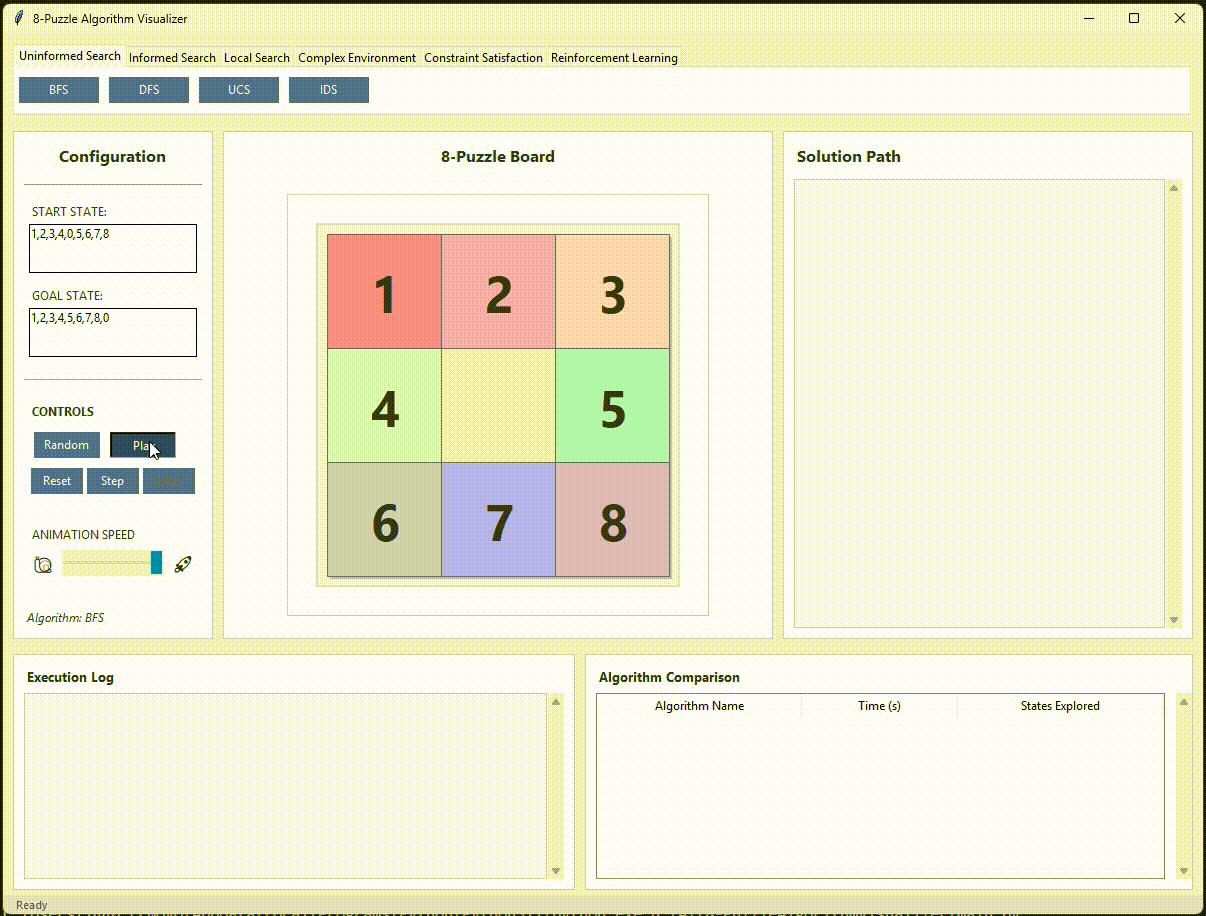 8-Puzzle Algorithm Visualizer
Uninformed Search Informed Search Local Search Complex Environment Constraint Satisfaction Reinforcement Learning
BFS DFS UCS IDS
Configuration
START STATE:
1,2,3,4,0,5,6,7,8
GOAL STATE:
1,2,3,4,5,6,7,8,0
CONTROLS
Random
Reset Step
ANIMATION SPEED
Algorithm: BFS
8-Puzzle Board
1 2 3
4 5
6 7 8
Solution Path
Execution Log
Algorithm Comparison
Algorithm Name Time (s) States Explored
Ready